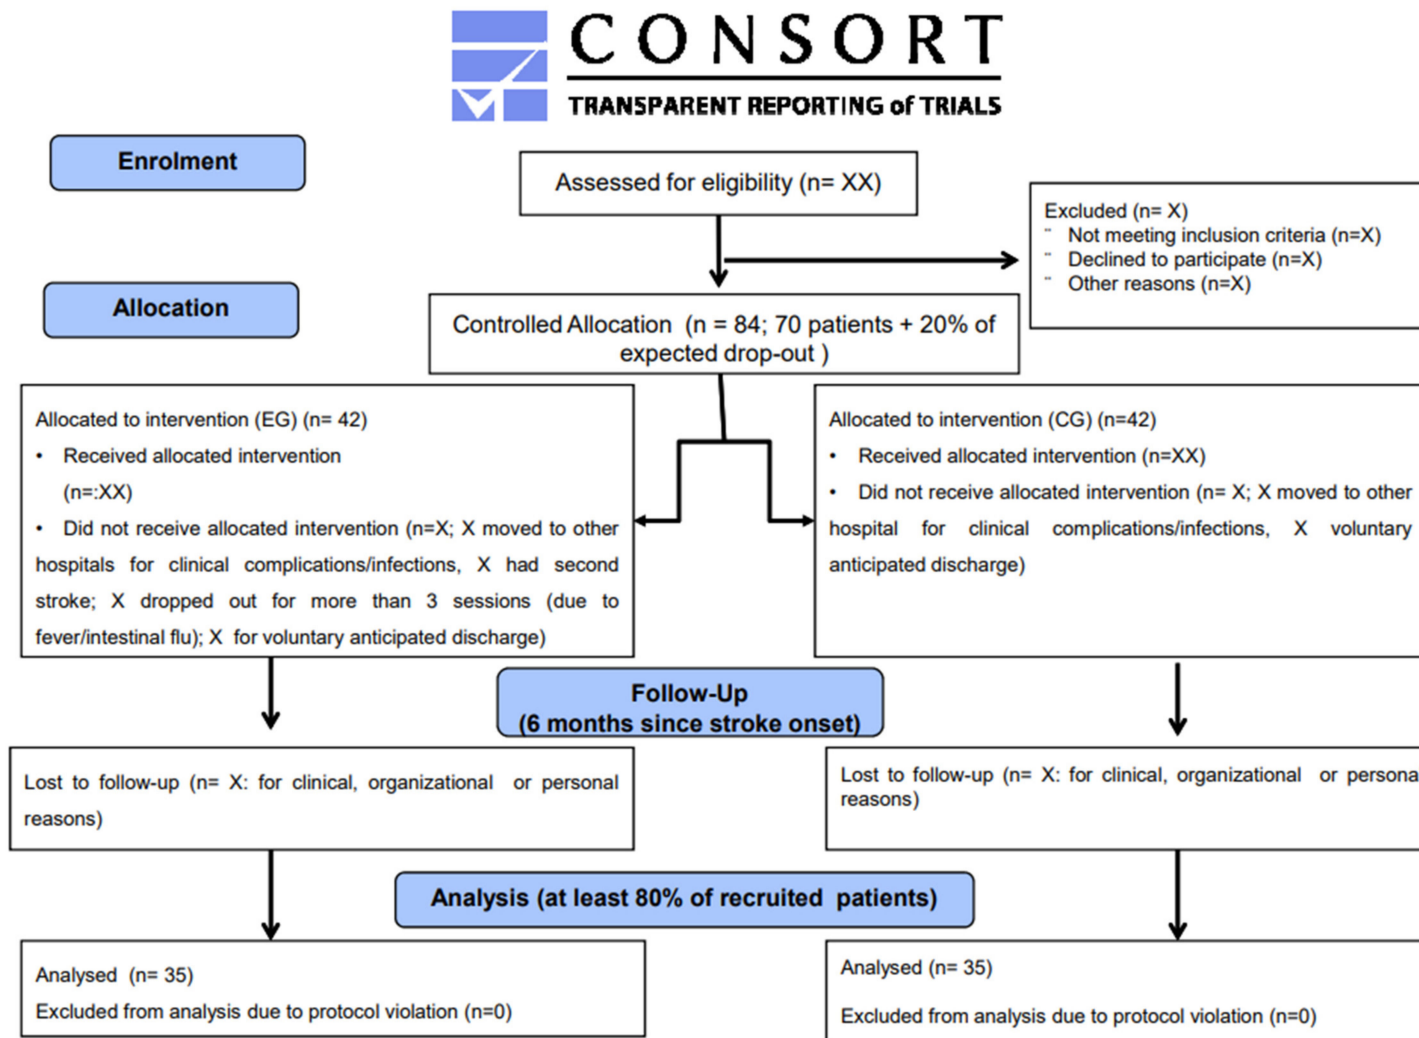 CONSORT
TRANSPARENT REPORTING of TRIALS
Enrolment
Assessed for eligibility (n= XX)
Excluded (n= X)
¨ Not meeting inclusion criteria (n=X)
¨ Declined to participate (n=X)
¨ Other reasons (n=X)
Allocation
Controlled Allocation (n = 84; 70 patients + 20% of
expected drop-out )
Allocated to intervention (EG) (n= 42)
• Received allocated intervention
(n=:XX)
• Did not receive allocated intervention (n=X; X moved to other
hospitals for clinical complications/infections, X had second
stroke; X dropped out for more than 3 sessions (due to
fever/intestinal flu); X for voluntary anticipated discharge)
Allocated to intervention (CG) (n=42)
• Received allocated intervention (n=XX)
• Did not receive allocated intervention (n= X; X moved to other
hospital for clinical complications/infections, X voluntary
anticipated discharge)
Follow-Up
(6 months since stroke onset)
Lost to follow-up (n= X: for clinical, organizational or personal
reasons)
Lost to follow-up (n= X: for clinical, organizational or personal
reasons)
Analysis (at least 80% of recruited patients)
Analysed (n= 35)
Excluded from analysis due to protocol violation (n=0)
Analysed (n= 35)
Excluded from analysis due to protocol violation (n=0)